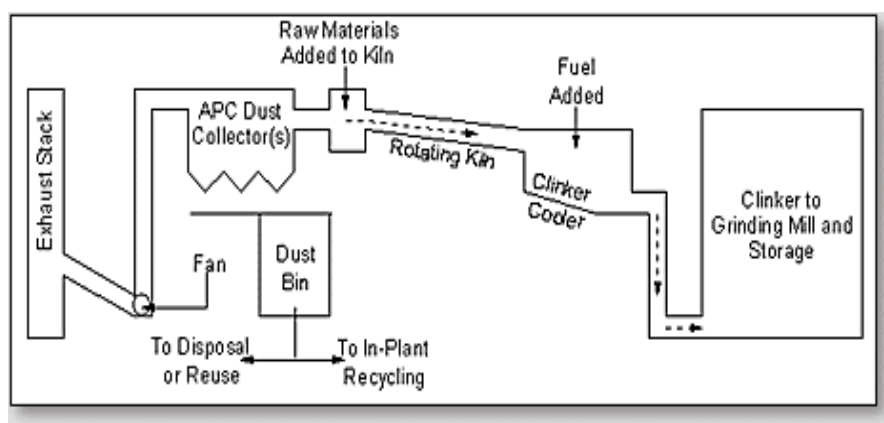 Raw Materials
Added to Kiln
Fuel
Added
APC Dust
Collector(s)
Exhaust Stack
Rotating Kiln
Clinker
Cooler
Clinker to
Grinding Mill and
Storage
Fan
Dust
Bin
To Disposal
or Reuse
To In-Plant
Recycling